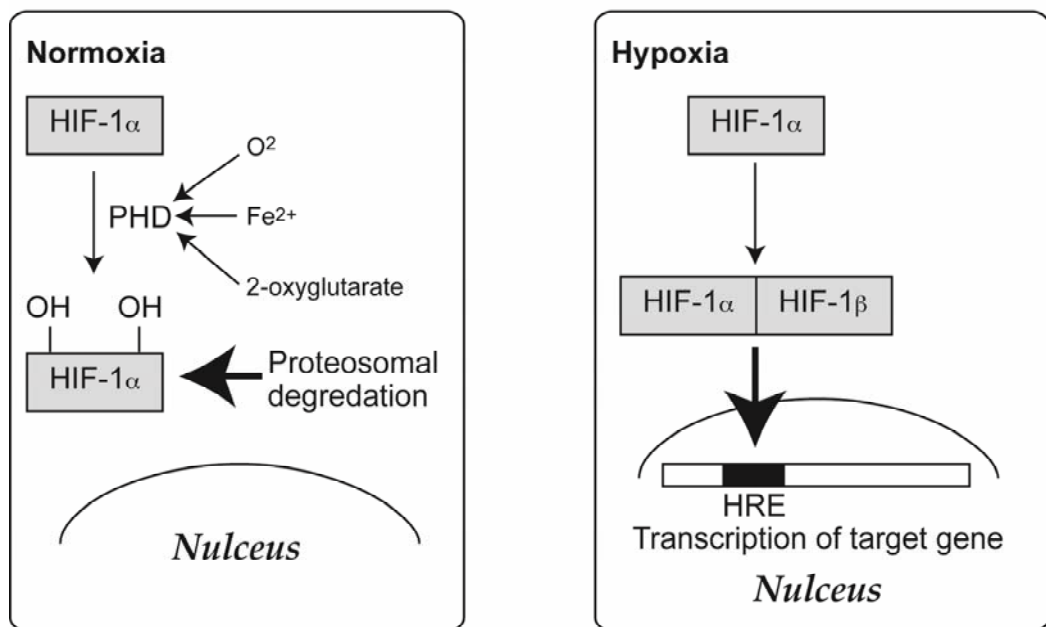 Normoxia
HIF-1α
O²
PHD
Fe²⁺
2-oxyglutarate
OH OH
HIF-1α
Proteosomal
degredation
Nulceus
Hypoxia
HIF-1α
HIF-1α HIF-1β
HRE
Transcription of target gene
Nulceus